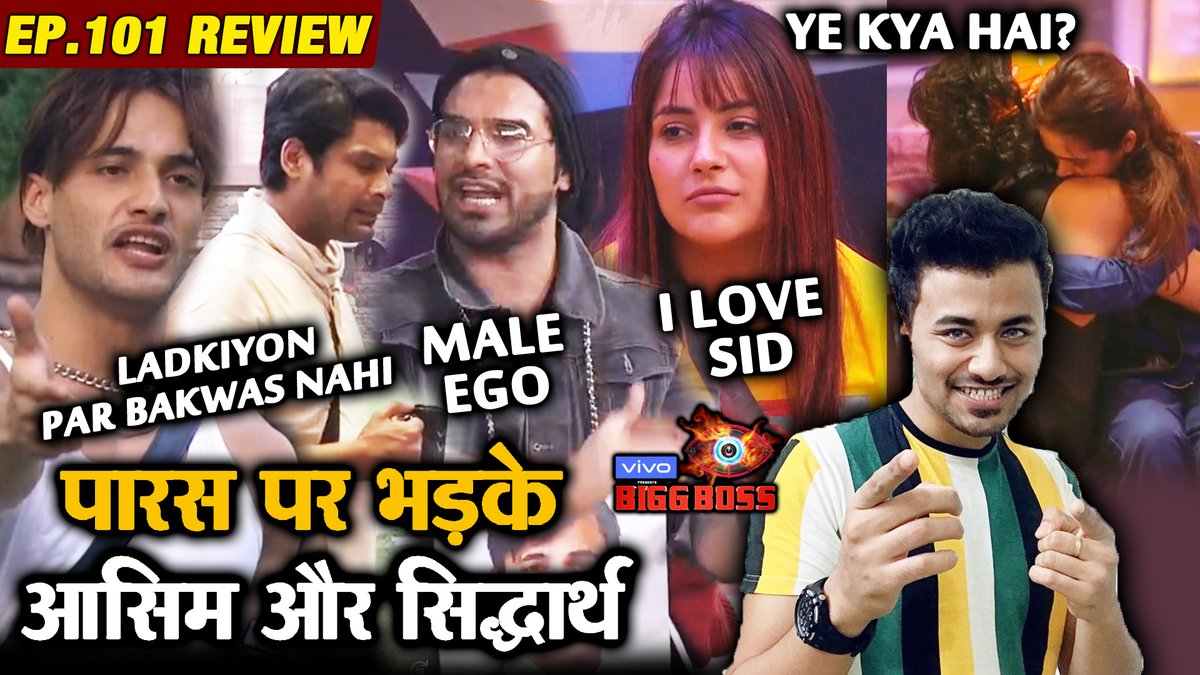 EP.101 REVIEW
YE KYA HAI?
LADKIYON
PAR BAKWAS NAHI
MALE
EGO
I LOVE
SID
vivo
PRESENTS
BIGG BOSS
पारस पर भड़के
आसिम और सिद्धार्थ